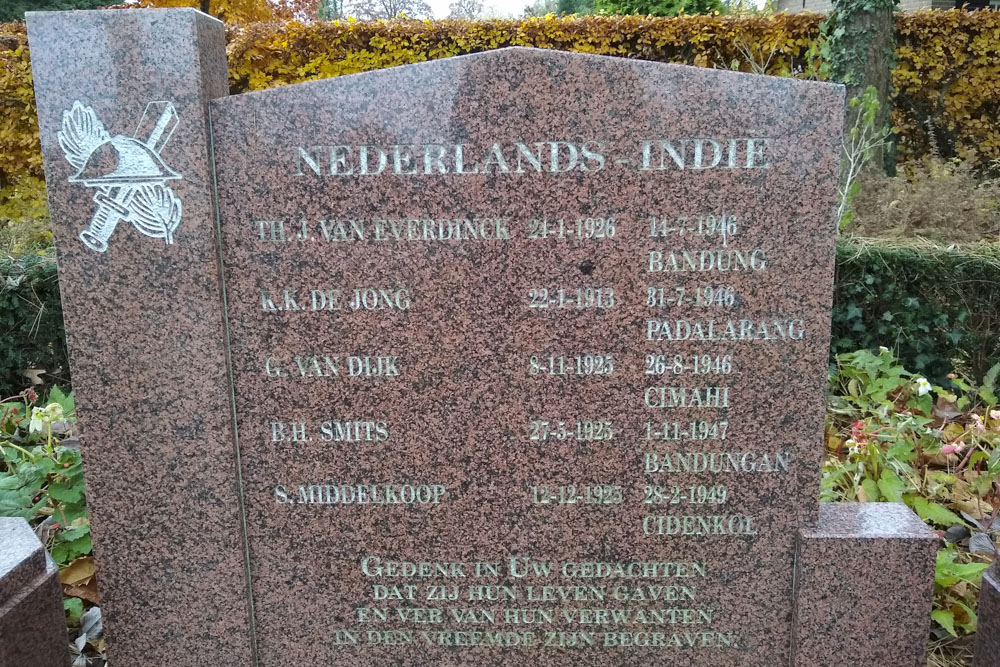 NEDERLANDS - INDIE
TH. J. VAN EVERDINCK 24-1-1926 14-7-1946
BANDUNG
K.K. DE JONG 22-1-1913 31-7-1946
PADALARANG
G. VAN DIJK 8-11-1925 26-8-1946
CIMAHI
B.H. SMITS 27-5-1925 1-11-1947
BANDUNGAN
S. MIDDELKOOP 12-12-1925 28-2-1949
CIDENKOL
GEDENK IN UW GEDACHTEN
DAT ZIJ HUN LEVEN GAVEN
EN VER VAN HUN VERWANTEN
IN DEN VREEMDE ZIJN BEGRAVEN.